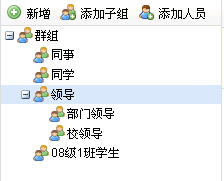 新增 添加子组 添加人员
群组
同事
同学
领导
部门领导
校领导
08级1班学生